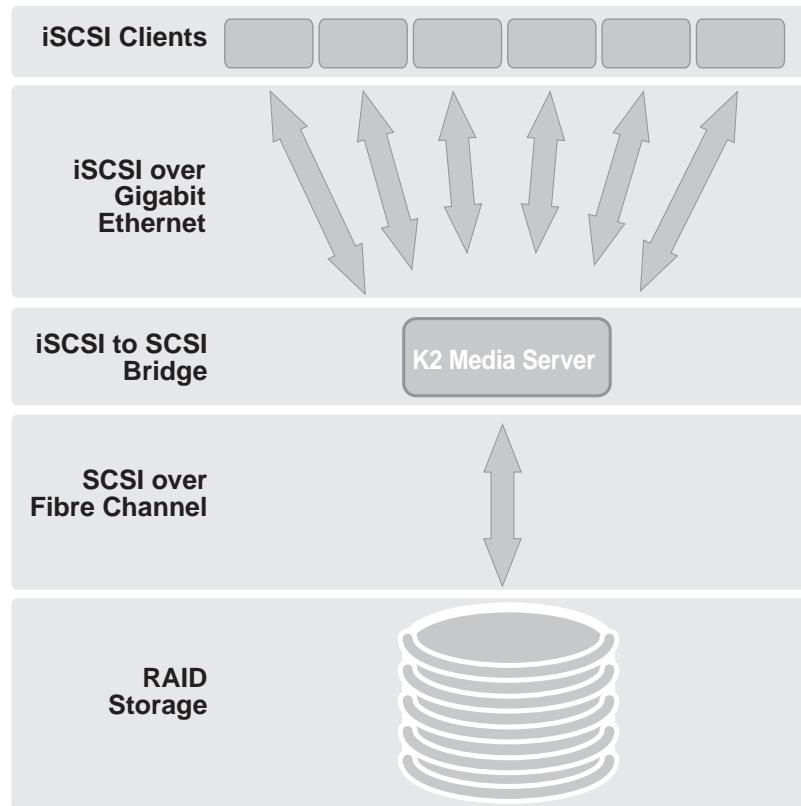 iSCSI Clients
iSCSI over
Gigabit
Ethernet
iSCSI to SCSI
Bridge
K2 Media Server
SCSI over
Fibre Channel
RAID
Storage